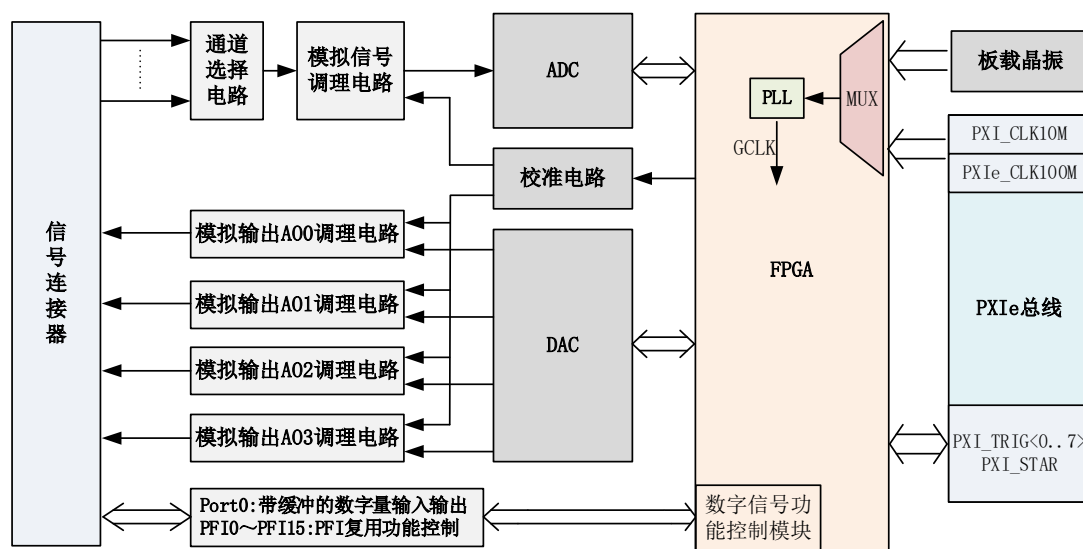 信号连接器
通道
选择
电路
模拟信号
调理电路
ADC
校准电路
模拟输出AO0调理电路
模拟输出AO1调理电路
模拟输出AO2调理电路
模拟输出AO3调理电路
DAC
Port0:带缓冲的数字量输入输出
PFI0～PFI15:PFI复用功能控制
PLL
MUX
GCLK
FPGA
数字信号功
能控制模块
板载晶振
PXI_CLK10M
PXIe_CLK100M
PXIe总线
PXI_TRIG<0..7>
PXI_STAR